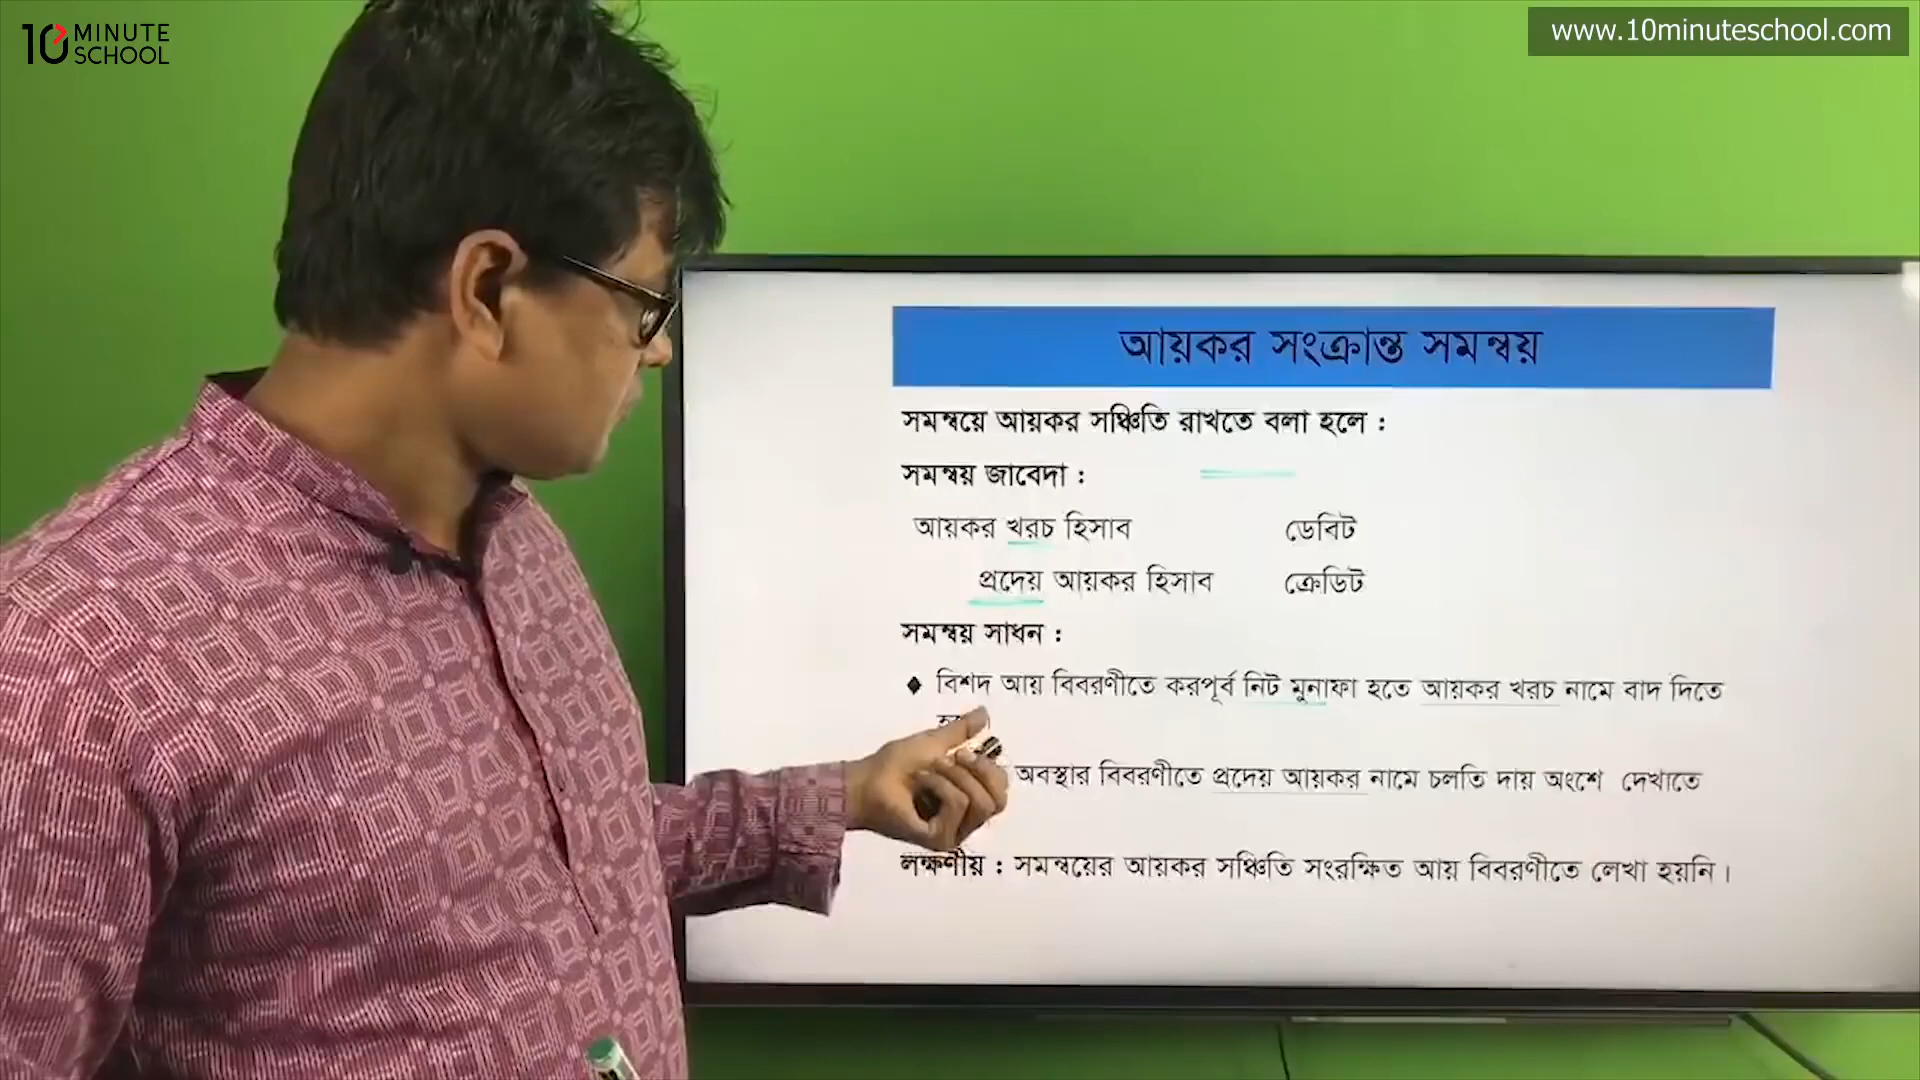 10 MINUTE SCHOOL
www.10minuteschool.com
আয়কর সংক্রান্ত সমন্বয়
সমন্বয়ে আয়কর সঞ্চিতি রাখতে বলা হলে :
সমন্বয় জাবেদা :
আয়কর খরচ হিসাব ডেবিট
প্রদেয় আয়কর হিসাব ক্রেডিট
সমন্বয় সাধন :
♦ বিশদ আয় বিবরণীতে করপূর্ব নিট মুনাফা হতে আয়কর খরচ নামে বাদ দিতে
অবস্থার বিবরণীতে প্রদেয় আয়কর নামে চলতি দায় অংশে দেখাতে
লক্ষণীয় : সমন্বয়ের আয়কর সঞ্চিতি সংরক্ষিত আয় বিবরণীতে লেখা হয়নি।